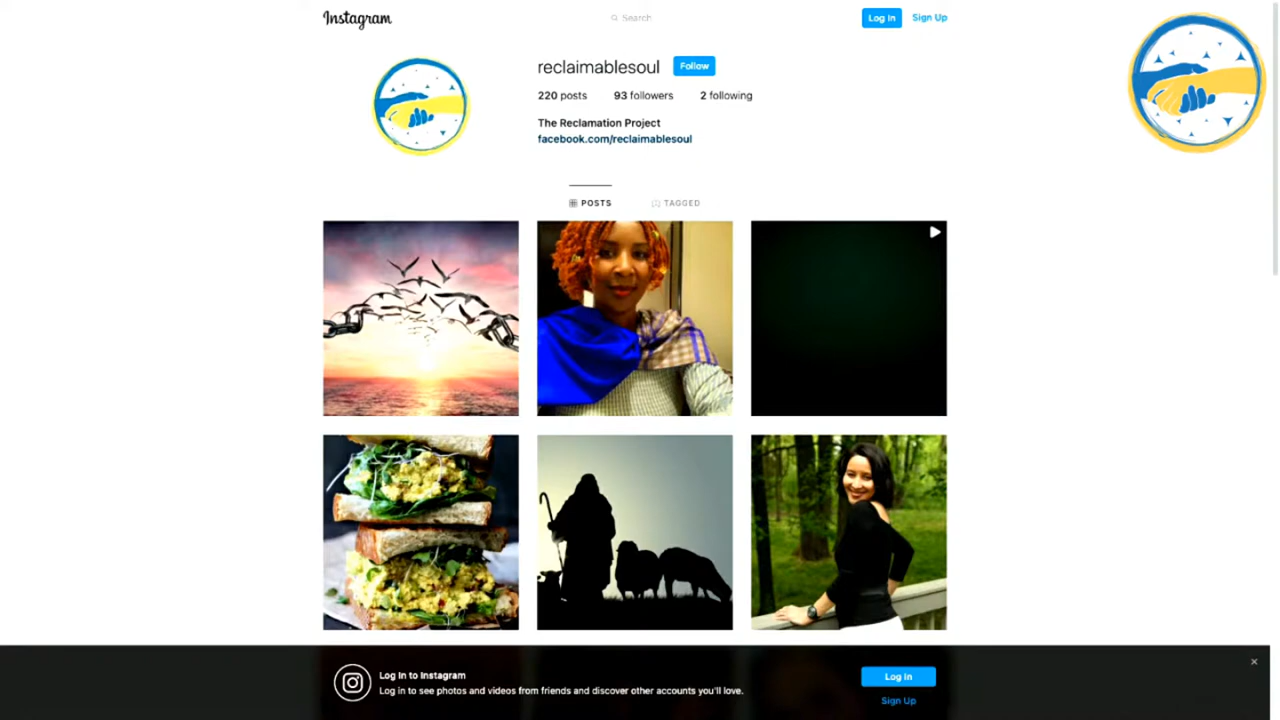 Instagram
Search
Log In
Sign Up
reclaimablesoul
Follow
220 posts 93 followers 2 following
The Reclamation Project
facebook.com/reclaimablesoul
POSTS TAGGED
Log In to Instagram
Log in to see photos and videos from friends and discover other accounts you'll love.
Log In
Sign Up